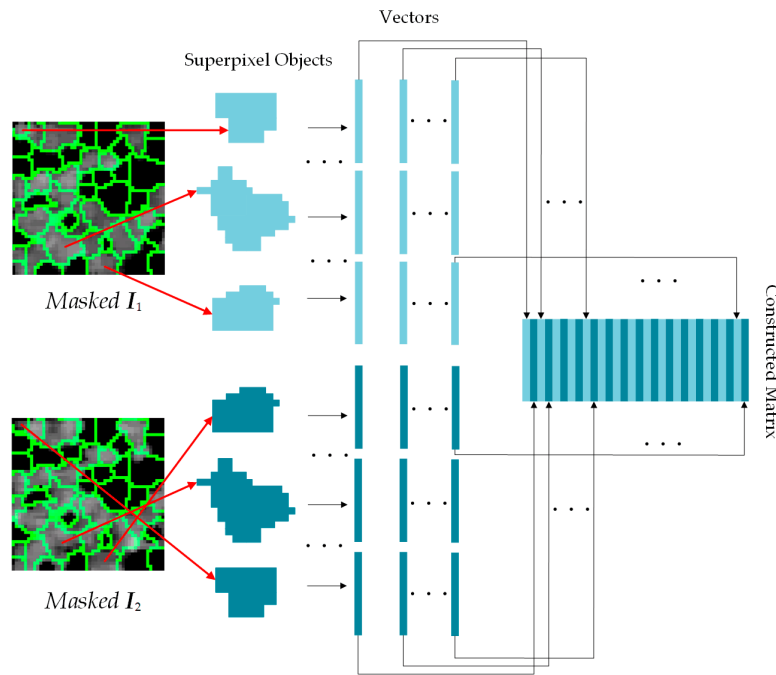 Vectors
Superpixel Objects
Masked I₁
Constructed Matrix
Masked I₂